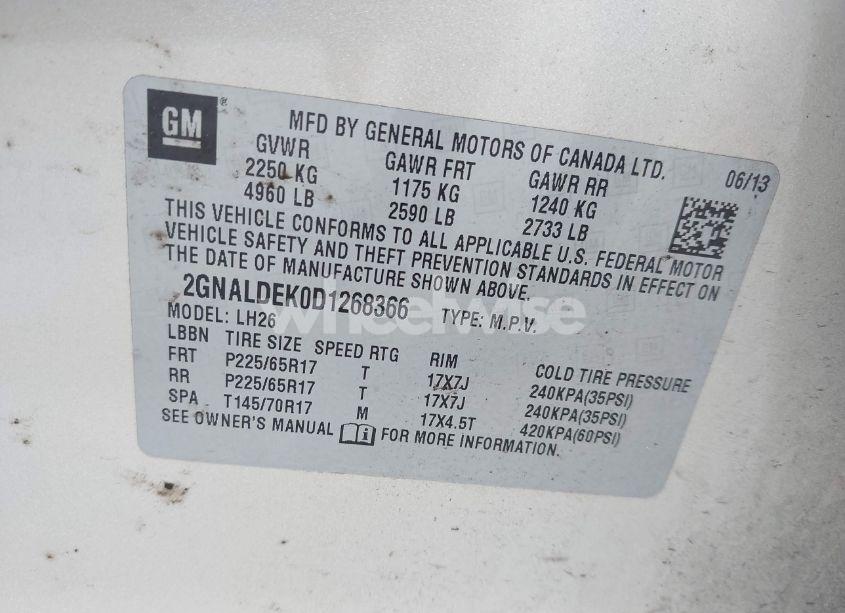 GM®
MFD BY GENERAL MOTORS OF CANADA LTD.
06/13
GVWR GAWR FRT GAWR RR
2250 KG 1175 KG 1240 KG
4960 LB 2590 LB 2733 LB
THIS VEHICLE CONFORMS TO ALL APPLICABLE U.S. FEDERAL MOTOR
VEHICLE SAFETY AND THEFT PREVENTION STANDARDS IN EFFECT ON
THE DATE OF MANUFACTURE SHOWN ABOVE.
2GNALDEK0D1268366 TYPE: M.P.V.
MODEL: LH26
LBBN TIRE SIZE SPEED RTG RIM COLD TIRE PRESSURE
FRT P225/65R17 T 17X7J 240KPA(35PSI)
RR P225/65R17 T 17X7J 240KPA(35PSI)
SPA T145/70R17 M 17X4.5T 420KPA(60PSI)
SEE OWNER'S MANUAL FOR MORE INFORMATION.
wheelwise